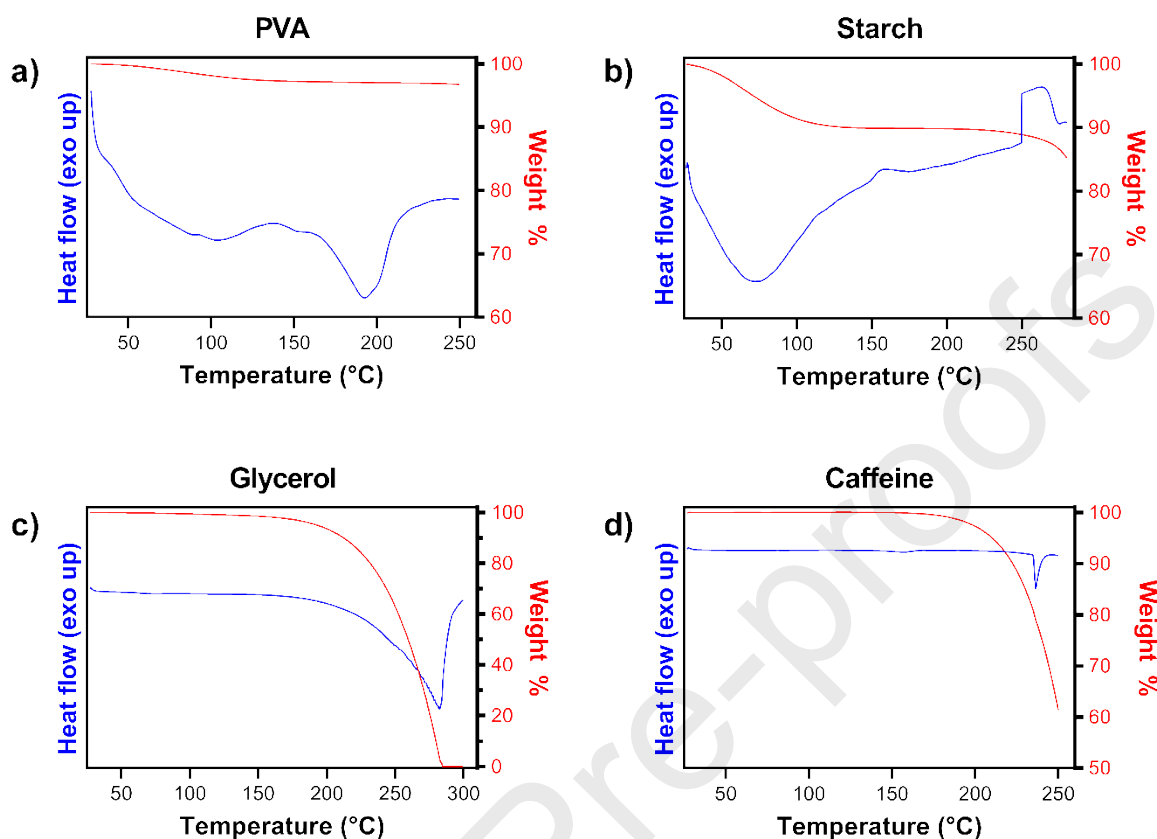 PVA
a)
Heat flow (exo up)
100
90
80
70
60
Weight %
50 100 150 200 250
Temperature (°C)
Starch
b)
Heat flow (exo up)
100
90
80
70
60
Weight %
50 100 150 200 250
Temperature (°C)
Glycerol
c)
Heat flow (exo up)
100
80
60
40
20
0
Weight %
50 100 150 200 250 300
Temperature (°C)
Caffeine
d)
Heat flow (exo up)
100
90
80
70
60
50
Weight %
50 100 150 200 250
Temperature (°C)
Pre-proofs